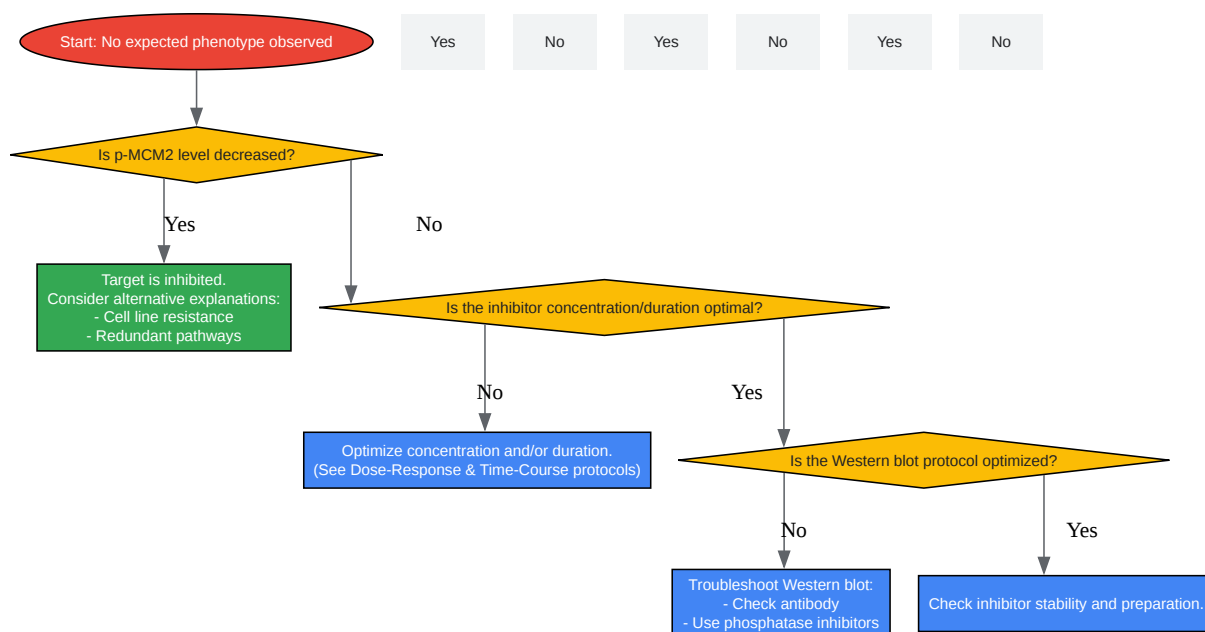 Start: No expected phenotype observed
Yes
No
Yes
No
Yes
No
Is p-MCM2 level decreased?
Yes
No
Target is inhibited.
Consider alternative explanations:
- Cell line resistance
- Redundant pathways
Is the inhibitor concentration/duration optimal?
No
Yes
Optimize concentration and/or duration.
(See Dose-Response & Time-Course protocols)
Is the Western blot protocol optimized?
No
Yes
Troubleshoot Western blot:
- Check antibody
- Use phosphatase inhibitors
Check inhibitor stability and preparation.